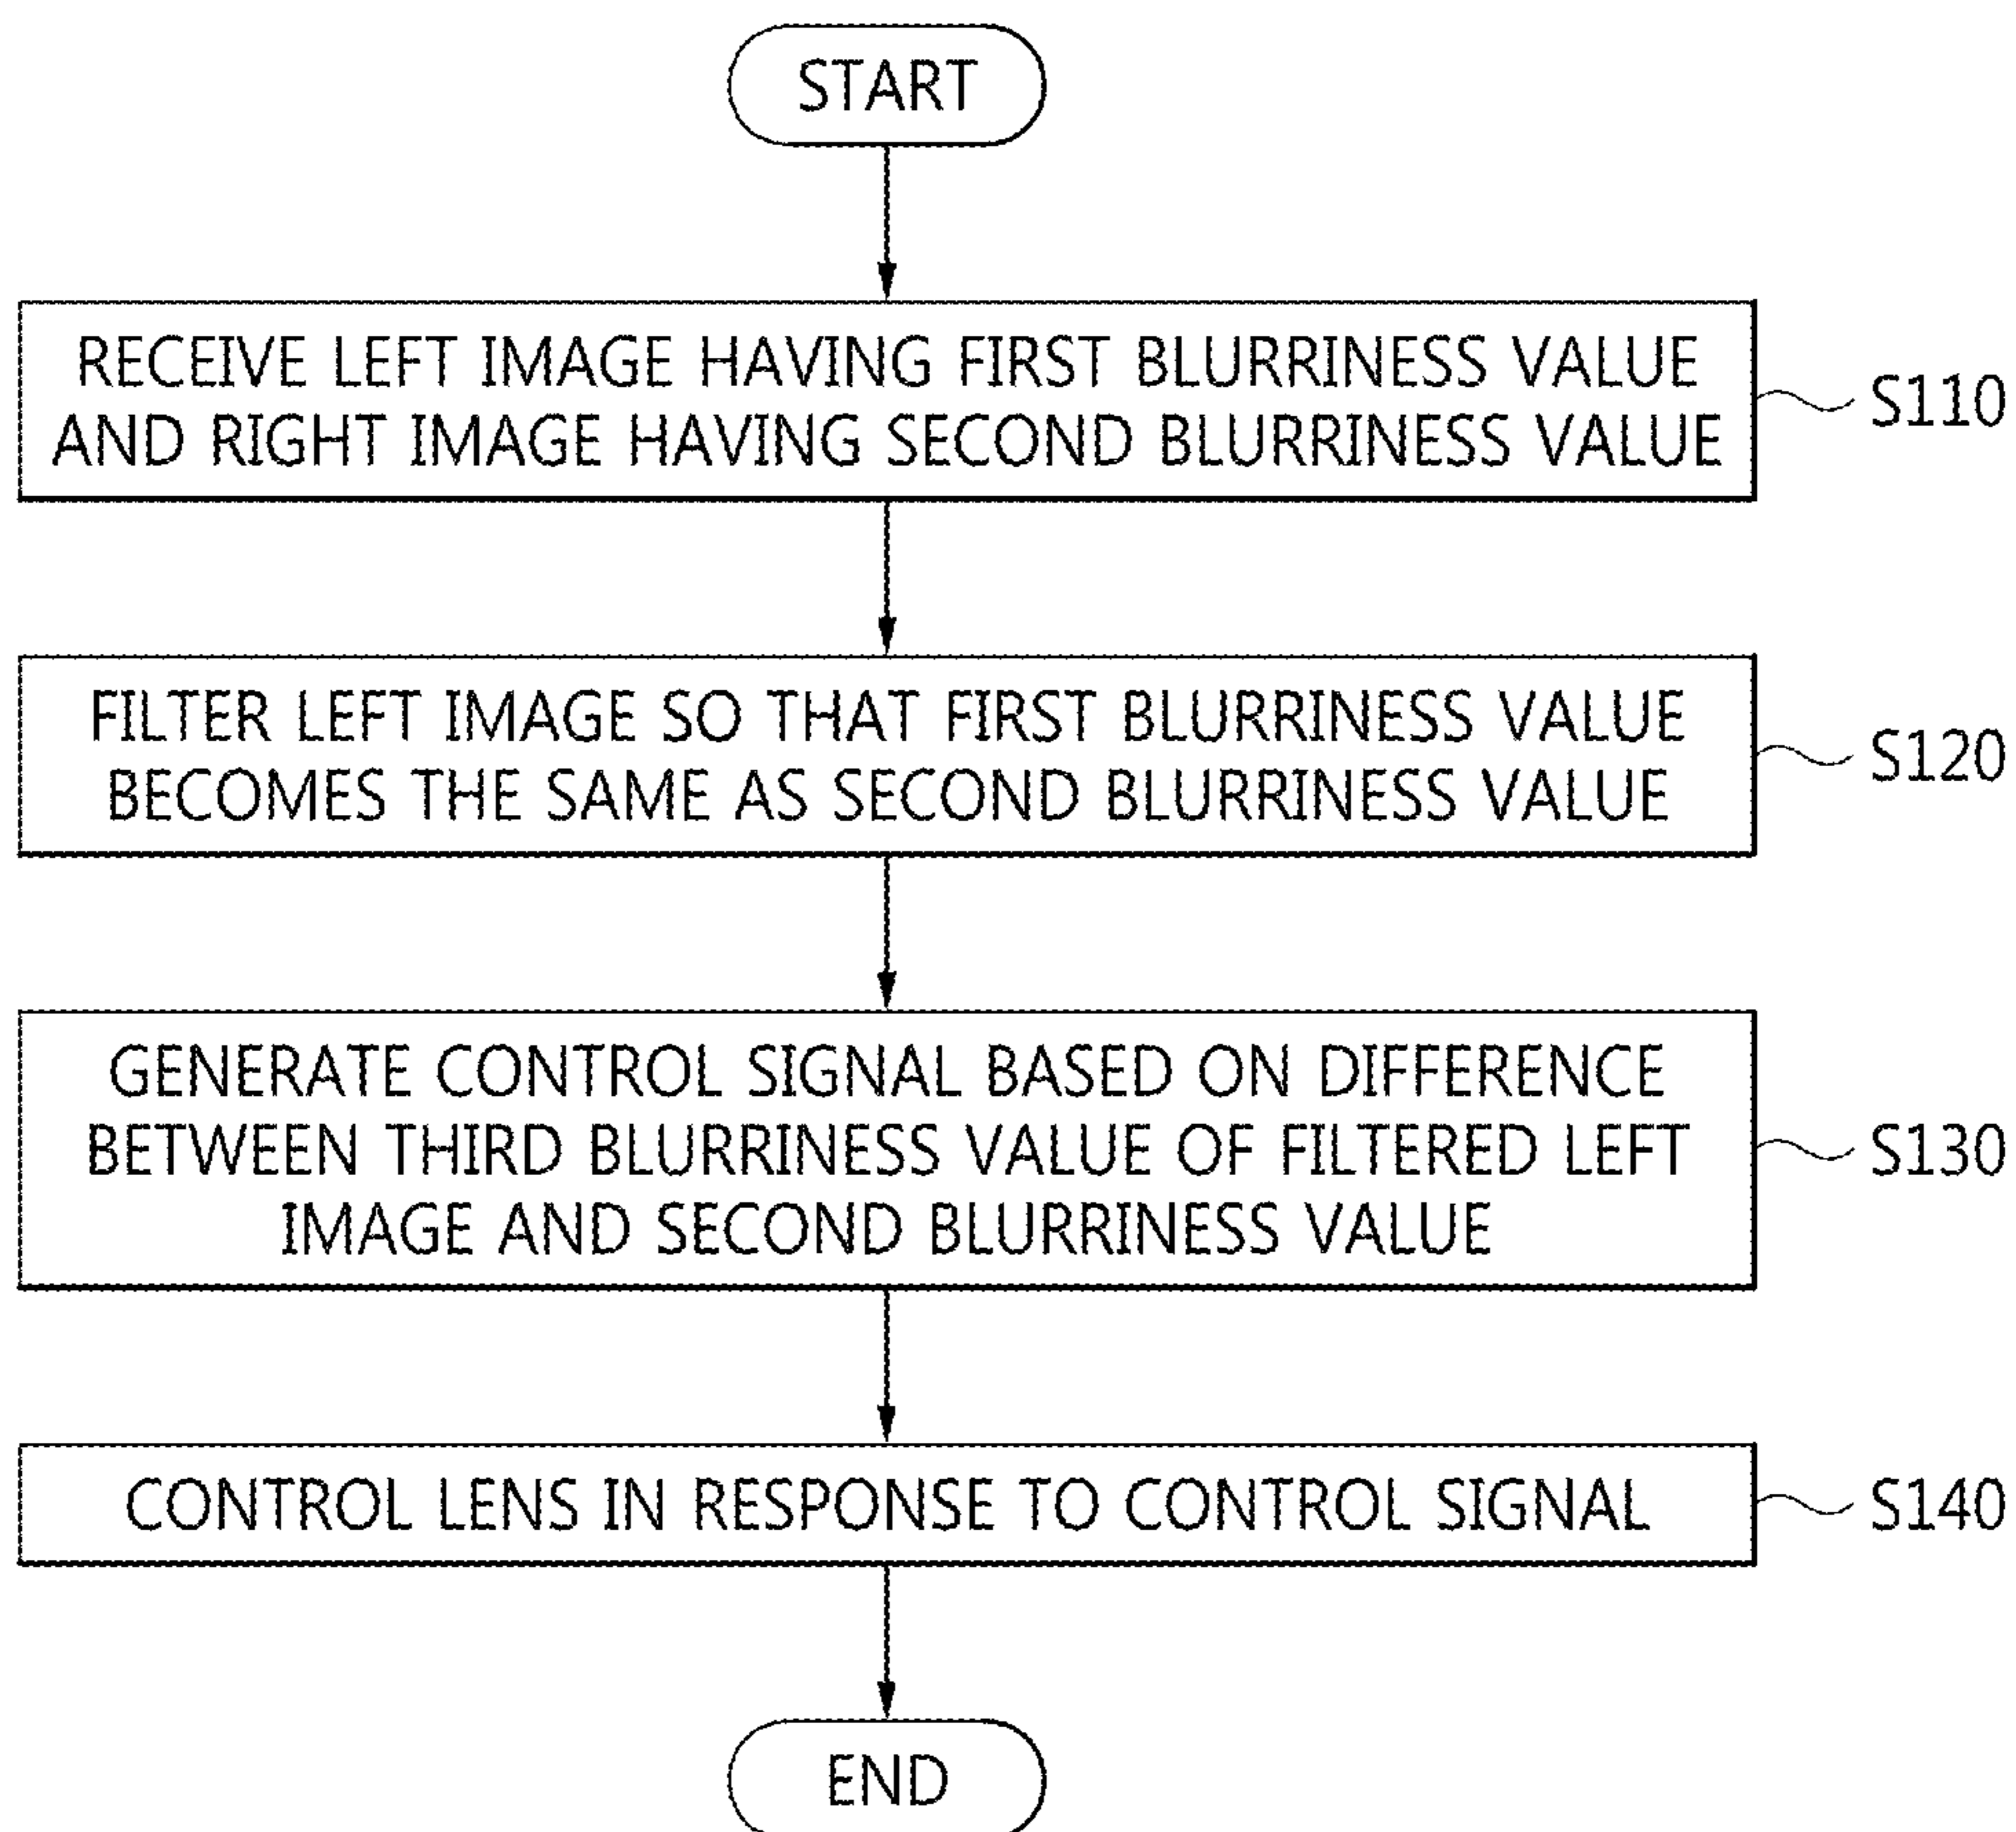 START
RECEIVE LEFT IMAGE HAVING FIRST BLURRINESS VALUE
AND RIGHT IMAGE HAVING SECOND BLURRINESS VALUE
S110
FILTER LEFT IMAGE SO THAT FIRST BLURRINESS VALUE
BECOMES THE SAME AS SECOND BLURRINESS VALUE
S120
GENERATE CONTROL SIGNAL BASED ON DIFFERENCE
BETWEEN THIRD BLURRINESS VALUE OF FILTERED LEFT
IMAGE AND SECOND BLURRINESS VALUE
S130
CONTROL LENS IN RESPONSE TO CONTROL SIGNAL
S140
END